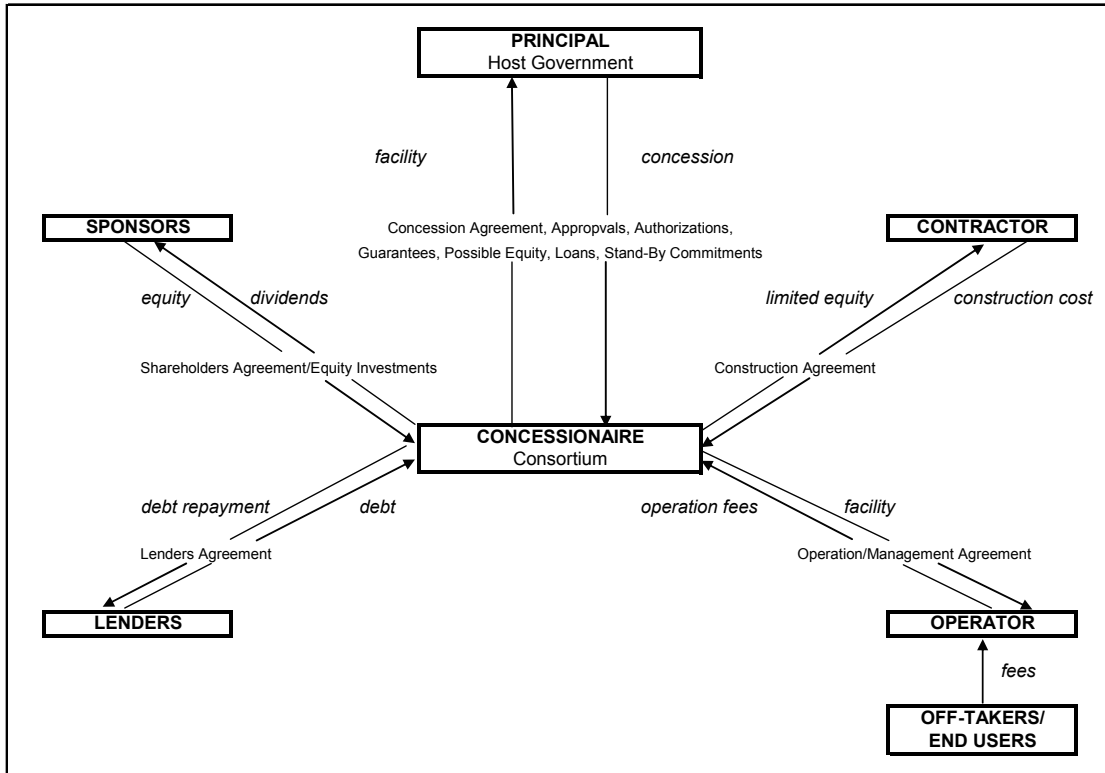 PRINCIPAL
Host Government
facility
concession
Concession Agreement, Appropvals, Authorizations,
Guarantees, Possible Equity, Loans, Stand-By Commitments
SPONSORS
CONTRACTOR
equity
dividends
limited equity
construction cost
Shareholders Agreement/Equity Investments
Construction Agreement
CONCESSIONAIRE
Consortium
debt repayment
debt
operation fees
facility
Lenders Agreement
Operation/Management Agreement
LENDERS
OPERATOR
fees
OFF-TAKERS/
END USERS